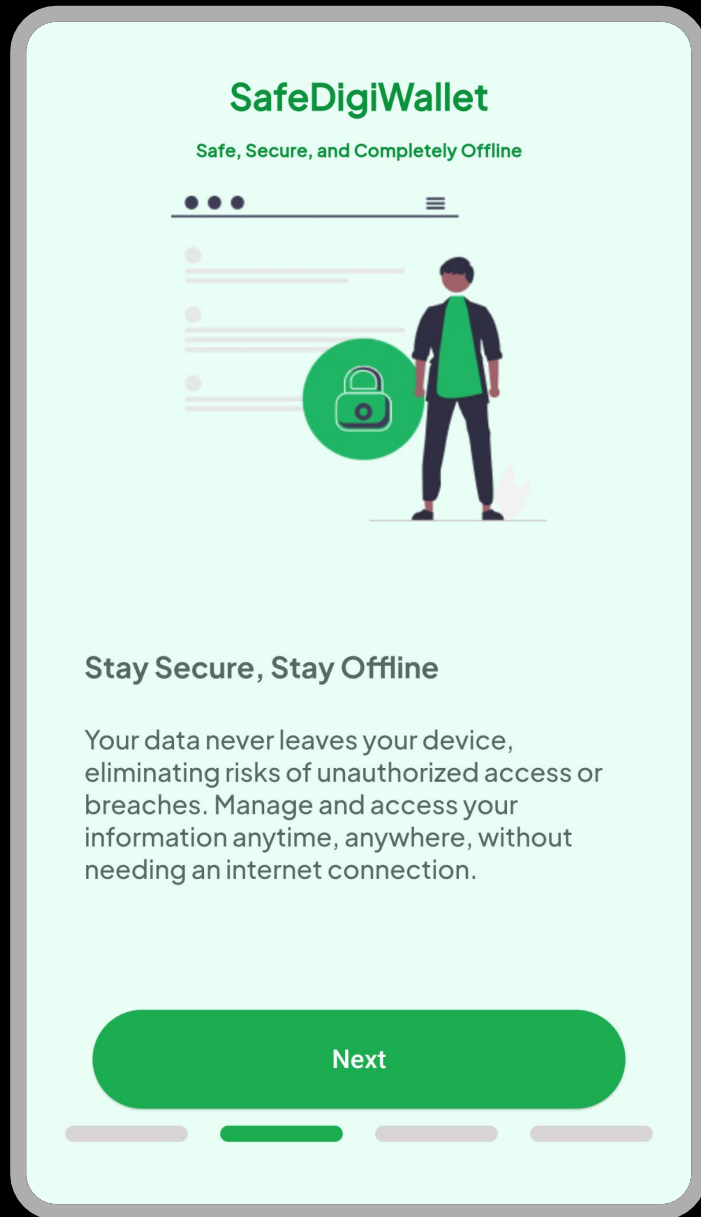 SafeDigiWallet
Safe, Secure, and Completely Offline
Stay Secure, Stay Offline
Your data never leaves your device,
eliminating risks of unauthorized access or
breaches. Manage and access your
information anytime, anywhere, without
needing an internet connection.
Next